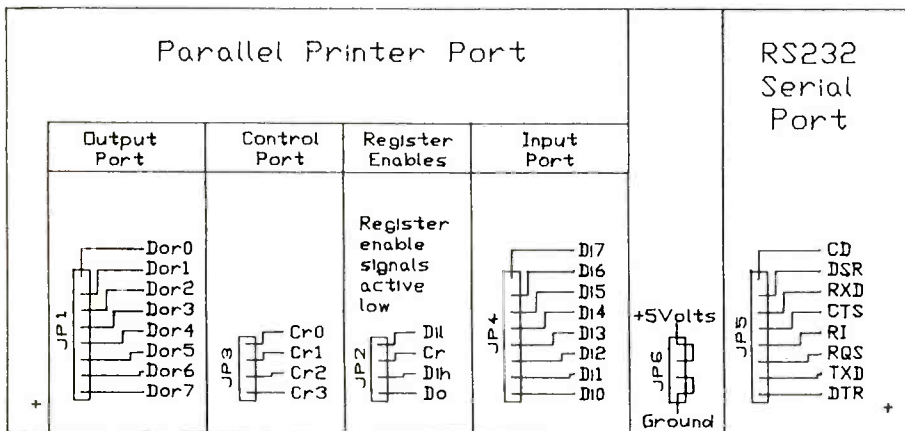 Parallel Printer Port
RS232
Serial
Port
Output
Port
Control
Port
Register
Enables
Input
Port
Register
enable
signals
active
low
JP1
Dor0
Dor1
Dor2
Dor3
Dor4
Dor5
Dor6
Dor7
JP3
Cr0
Cr1
Cr2
Cr3
JP2
Dil
Cr
Dih
Do
JP4
Di7
Di6
Di5
Di4
Di3
Di2
Di1
Di0
+5Volts
JP6
Ground
JP5
CD
DSR
RXD
CTS
RI
RQS
TXD
DTR